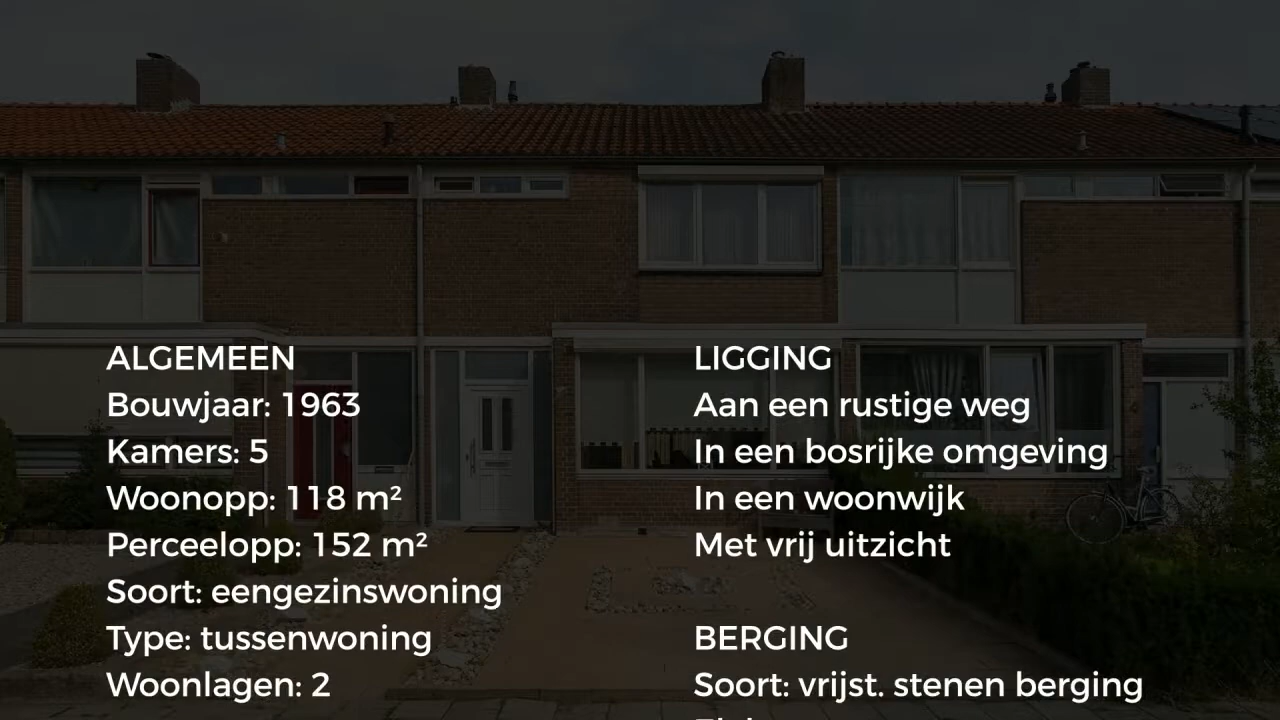 ALGEMEEN
Bouwjaar: 1963
Kamers: 5
Woonopp: 118 m²
Perceelopp: 152 m²
Soort: eengezinswoning
Type: tussenwoning
Woonlagen: 2
LIGGING
Aan een rustige weg
In een bosrijke omgeving
In een woonwijk
Met vrij uitzicht
BERGING
Soort: vrijst. stenen berging